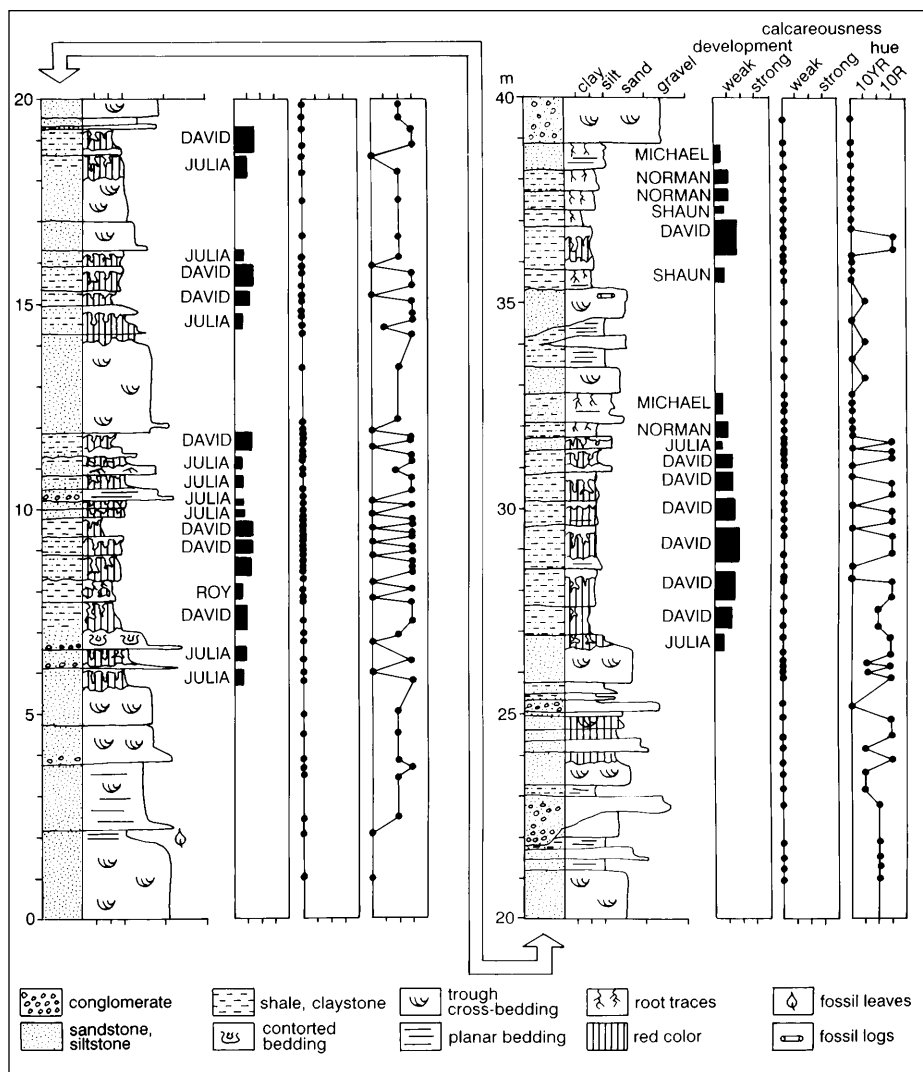 20
15
10
5
0
DAVID
JULIA
JULIA
DAVID
DAVID
JULIA
DAVID
JULIA
JULIA
JULIA
JULIA
DAVID
DAVID
ROY
DAVID
JULIA
JULIA
calcareousness
development
hue
m
clay
silt
sand
gravel
weak
strong
weak
strong
10YR
10R
40
35
30
25
20
MICHAEL
NORMAN
NORMAN
SHAUN
DAVID
SHAUN
MICHAEL
NORMAN
JULIA
DAVID
DAVID
DAVID
DAVID
DAVID
DAVID
JULIA
conglomerate
shale, claystone
trough
cross-bedding
root traces
fossil leaves
sandstone,
siltstone
contorted
bedding
planar bedding
red color
fossil logs